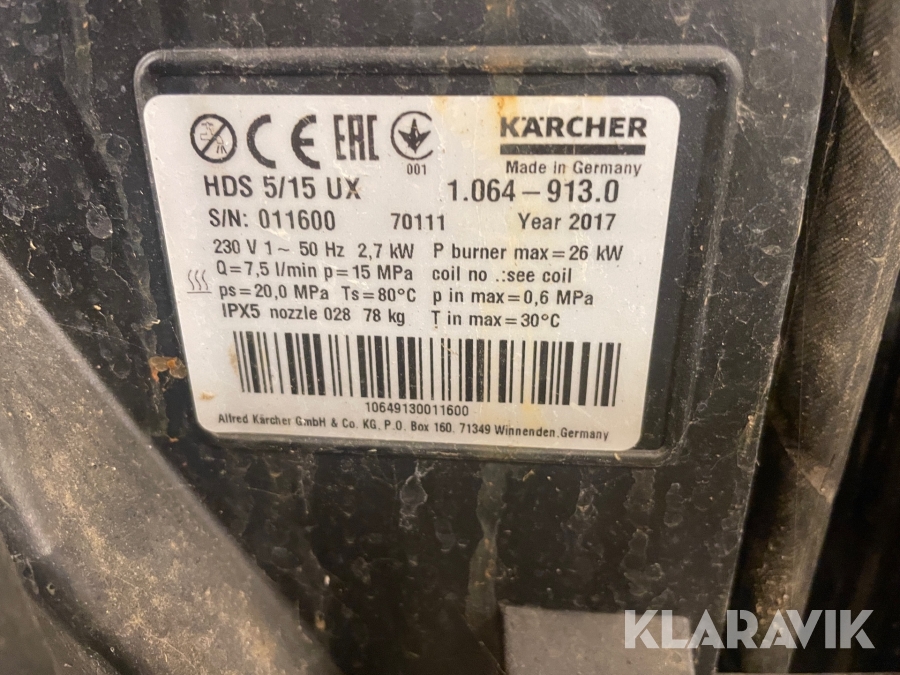 CE EAC
001
KÄRCHER
Made in Germany
HDS 5/15 UX 1.064-913.0
S/N: 011600 70111 Year 2017
230 V 1~ 50 Hz 2,7 kW P burner max=26 kW
Q=7,5 l/min p=15 MPa coil no .:see coil
ps=20,0 MPa Ts=80°C p in max=0,6 MPa
IPX5 nozzle 028 78 kg T in max=30°C
10649130011600
Alfred Kärcher GmbH & Co. KG, P.O. Box 160, 71349 Winnenden,Germany
KLARAVIK